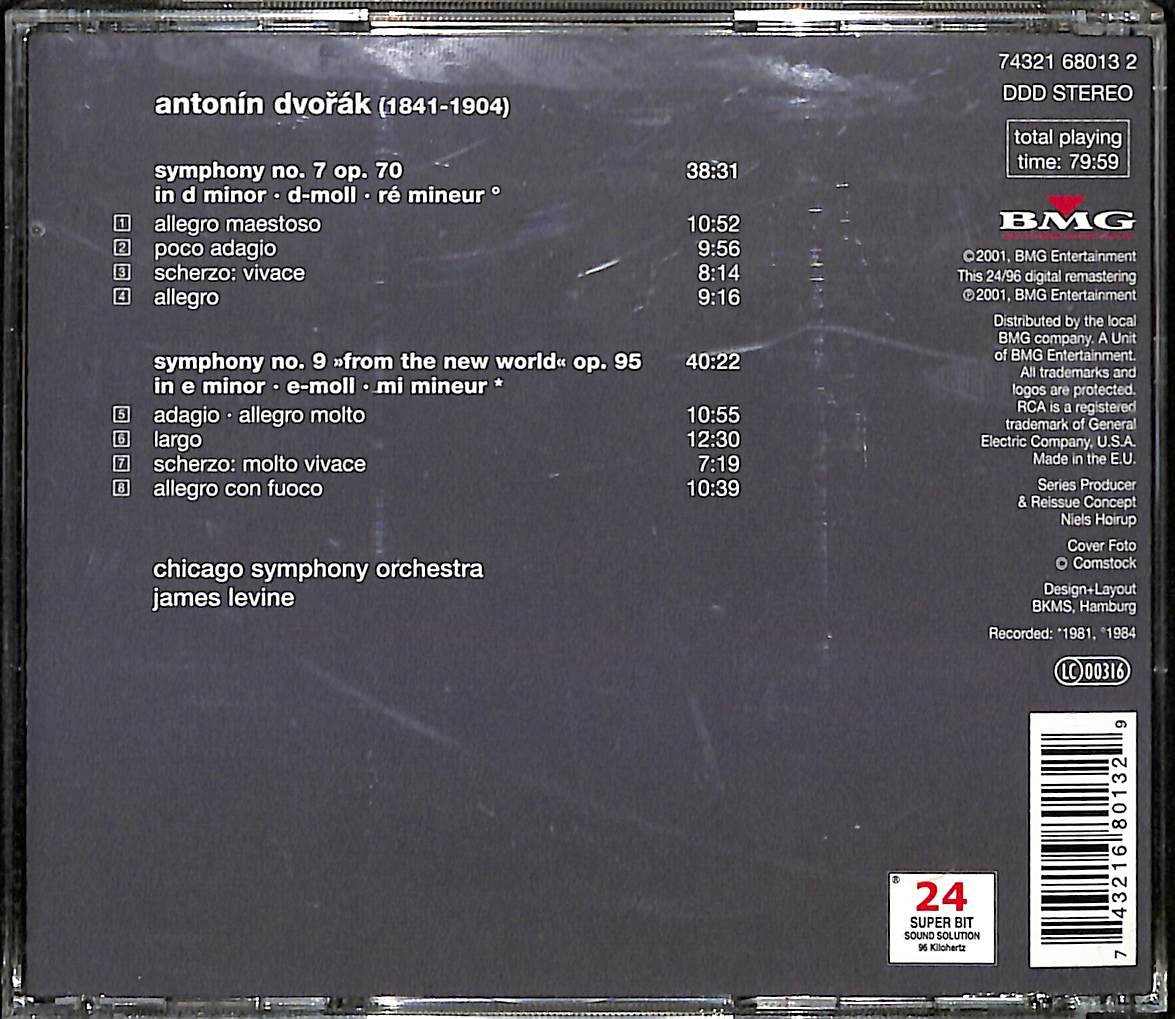 antonín dvořák (1841-1904)
symphony no. 7 op. 70 38:31
in d minor · d-moll · ré mineur °
1 allegro maestoso 10:52
2 poco adagio 9:56
3 scherzo: vivace 8:14
4 allegro 9:16
symphony no. 9 »from the new world« op. 95 40:22
in e minor · e-moll · mi mineur *
5 adagio · allegro molto 10:55
6 largo 12:30
7 scherzo: molto vivace 7:19
8 allegro con fuoco 10:39
chicago symphony orchestra
james levine
74321 68013 2
DDD STEREO
total playing
time: 79:59
BMG
©2001, BMG Entertainment
This 24/96 digital remastering
℗2001, BMG Entertainment
Distributed by the local
BMG company. A Unit
of BMG Entertainment.
All trademarks and
logos are protected.
RCA is a registered
trademark of General
Electric Company, U.S.A.
Made in the E.U.
Series Producer
& Reissue Concept
Niels Høirup
Cover Foto
© Comstock
Design+Layout
BKMS, Hamburg
Recorded: *1981, °1984
LC 00316
7 43216 80132 9
®
24
SUPER BIT
SOUND SOLUTION
96 Kilohertz